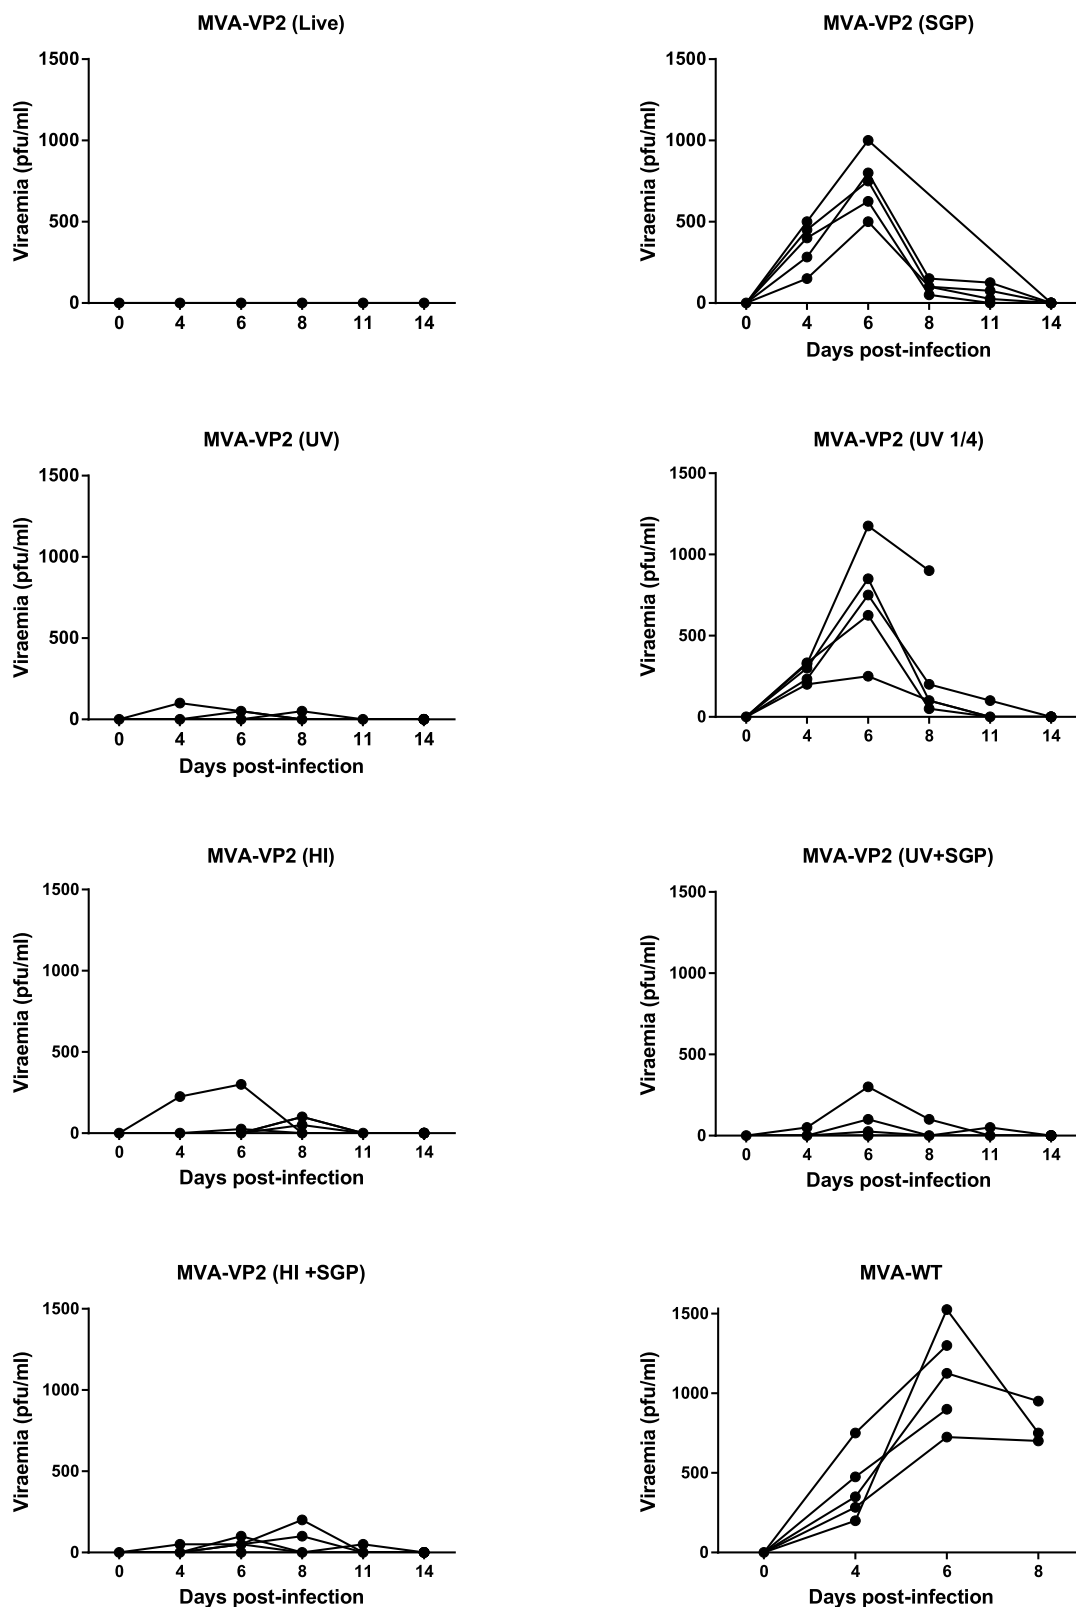 MVA-VP2 (Live)
Viraemia (pfu/ml)
1500
1000
500
0
0 4 6 8 11 14
MVA-VP2 (SGP)
Viraemia (pfu/ml)
1500
1000
500
0
0 4 6 8 11 14
Days post-infection
MVA-VP2 (UV)
Viraemia (pfu/ml)
1500
1000
500
0
0 4 6 8 11 14
Days post-infection
MVA-VP2 (UV 1/4)
Viraemia (pfu/ml)
1500
1000
500
0
0 4 6 8 11 14
MVA-VP2 (HI)
Viraemia (pfu/ml)
1500
1000
500
0
0 4 6 8 11 14
Days post-infection
MVA-VP2 (UV+SGP)
Viraemia (pfu/ml)
1500
1000
500
0
0 4 6 8 11 14
Days post-infection
MVA-VP2 (HI +SGP)
Viraemia (pfu/ml)
1500
1000
500
0
0 4 6 8 11 14
Days post-infection
MVA-WT
Viraemia (pfu/ml)
1500
1000
500
0
0 4 6 8
Days post-infection